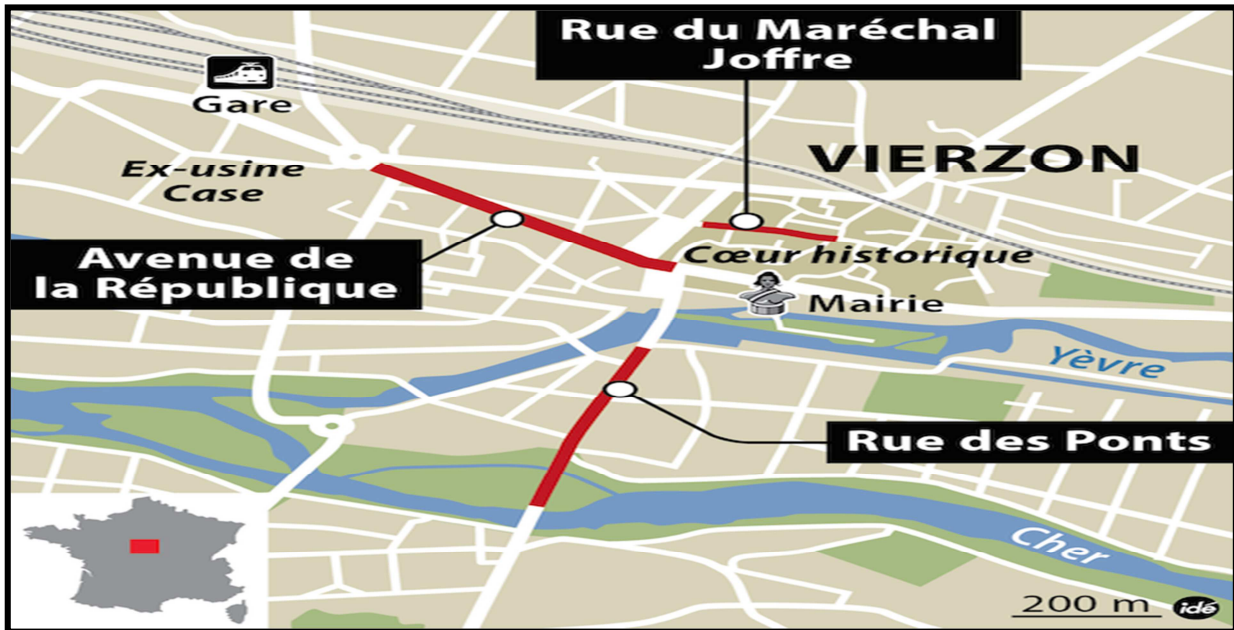 Rue du Maréchal
Joffre
Gare
VIERZON
Ex-usine
Case
Avenue de
la République
Cœur historique
Mairie
Yèvre
Rue des Ponts
Cher
200 m
idé